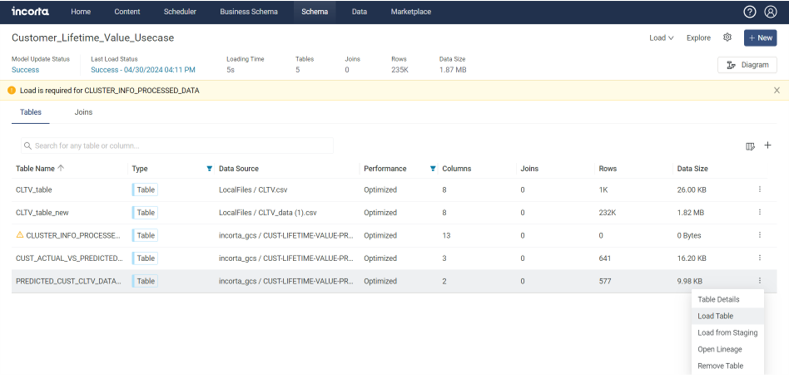 incorta Home Content Scheduler Business Schema Schema Data Marketplace
Customer_Lifetime_Value_Usecase Load Explore + New
Model Update Status Last Load Status Loading Time Tables Joins Rows Data Size
Success Success - 04/30/2024 04:11 PM 5s 5 0 235K 1.87 MB Diagram
Load is required for CLUSTER_INFO_PROCESSED_DATA X
Tables Joins
Search for any table or column...
Table Name Type Data Source Performance Columns Joins Rows Data Size
CLTV_table Table LocalFiles / CLTV.csv Optimized 8 0 1K 26.00 KB
CLTV_table_new Table LocalFiles / CLTV_data (1).csv Optimized 8 0 232K 1.82 MB
CLUSTER_INFO_PROCESSE... Table incorta_gcs / CUST-LIFETIME-VALUE-PR... Optimized 13 0 0 0 Bytes
CUST_ACTUAL_VS_PREDICTED... Table incorta_gcs / CUST-LIFETIME-VALUE-PR... Optimized 3 0 641 16.20 KB
PREDICTED_CUST_CLTV_DATA... Table incorta_gcs / CUST-LIFETIME-VALUE-PR... Optimized 2 0 577 9.98 KB
Table Details
Load Table
Load from Staging
Open Lineage
Remove Table